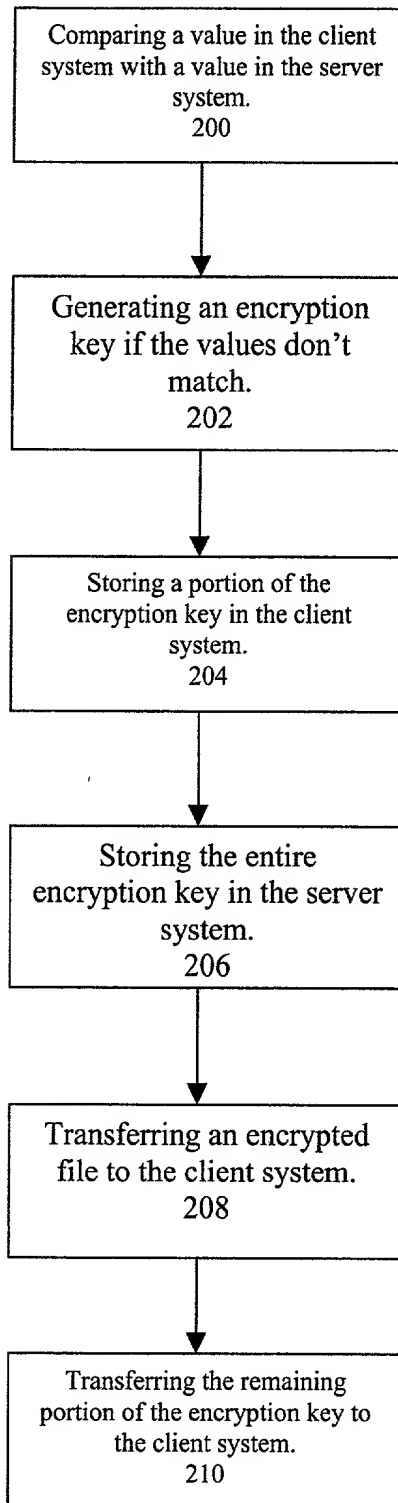 Comparing a value in the client
system with a value in the server
system.
200
Generating an encryption
key if the values don't
match.
202
Storing a portion of the
encryption key in the client
system.
204
Storing the entire
encryption key in the server
system.
206
Transferring an encrypted
file to the client system.
208
Transferring the remaining
portion of the encryption key to
the client system.
210